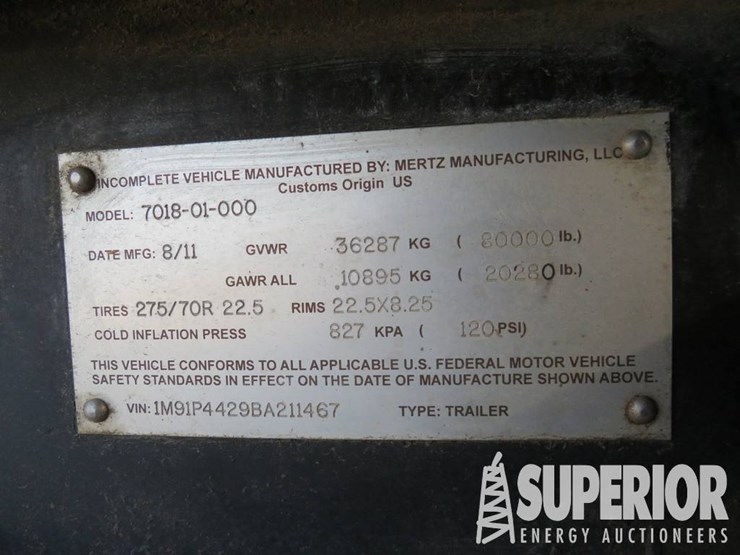 INCOMPLETE VEHICLE MANUFACTURED BY: MERTZ MANUFACTURING, LLC
Customs Origin US
MODEL: 7018-01-000
DATE MFG: 8/11 GVWR 36287 KG ( 80000 lb.)
GAWR ALL 10895 KG ( 20280 lb.)
TIRES 275/70R 22.5 RIMS 22.5X8.25
COLD INFLATION PRESS 827 KPA ( 120 PSI)
THIS VEHICLE CONFORMS TO ALL APPLICABLE U.S. FEDERAL MOTOR VEHICLE
SAFETY STANDARDS IN EFFECT ON THE DATE OF MANUFACTURE SHOWN ABOVE.
VIN: 1M91P4429BA211467 TYPE: TRAILER
SUPERIOR
ENERGY AUCTIONEERS